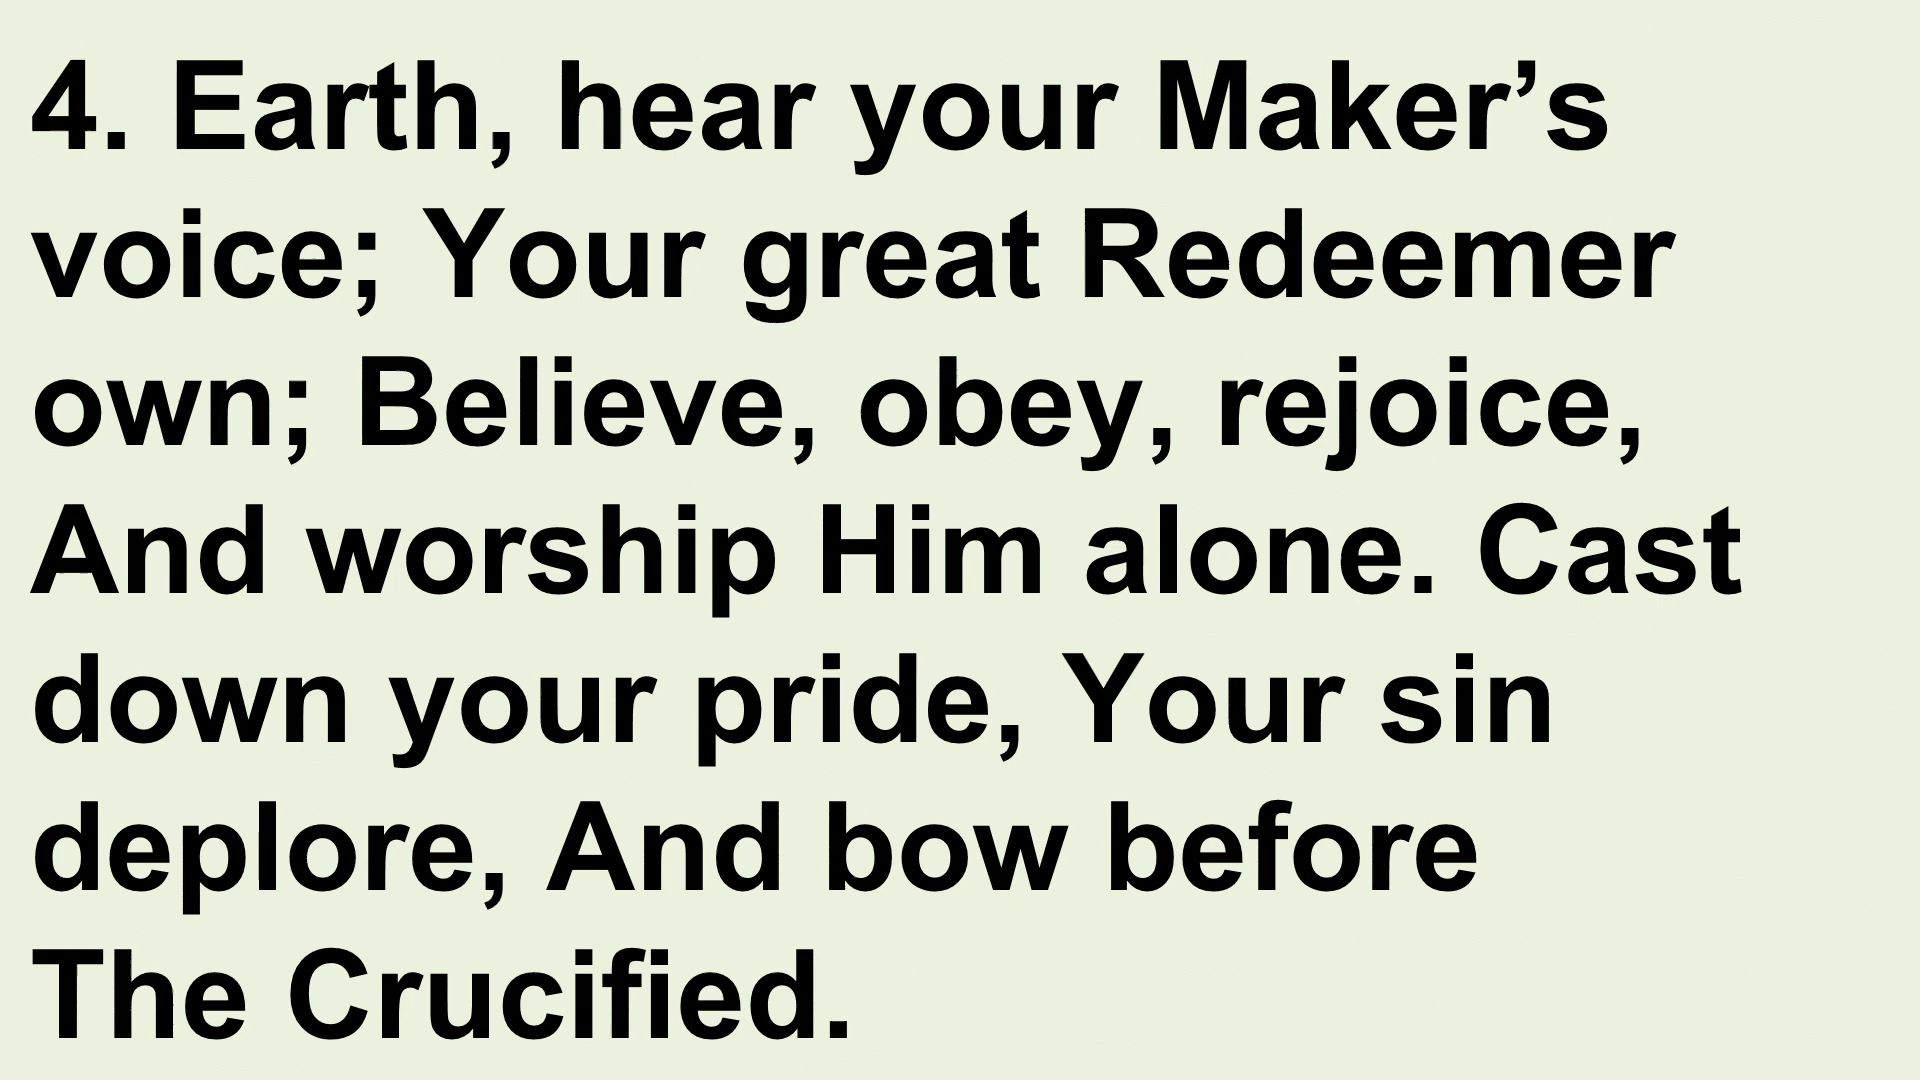 4. Earth, hear your Maker’s
voice; Your great Redeemer
own; Believe, obey, rejoice,
And worship Him alone. Cast
down your pride, Your sin
deplore, And bow before
The Crucified.